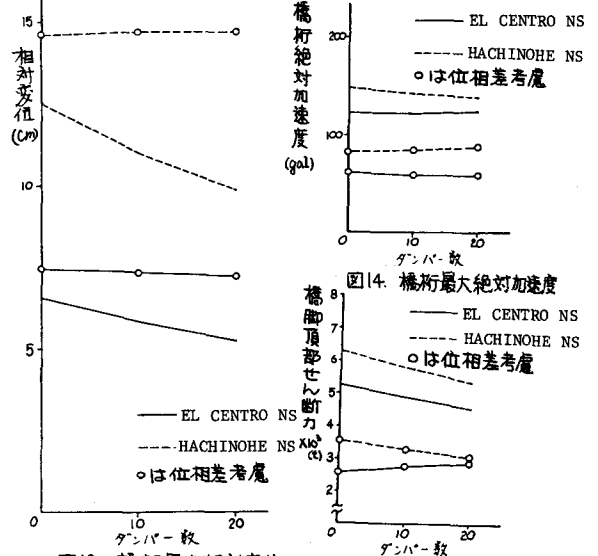 15
相対変位
(cm)
10
5
0
10
20
ダンパー数
EL CENTRO NS
HACHINOHE NS
○は位相差考慮
橋桁絶対加速度
(gal)
200
100
0
10
20
ダンパー数
EL CENTRO NS
HACHINOHE NS
○は位相差考慮
図14. 橋桁最大絶対加速度
橋脚頂部せん断力
×10³
(t)
8
7
6
5
4
3
2
0
10
20
ダンパー数
EL CENTRO NS
HACHINOHE NS
○は位相差考慮